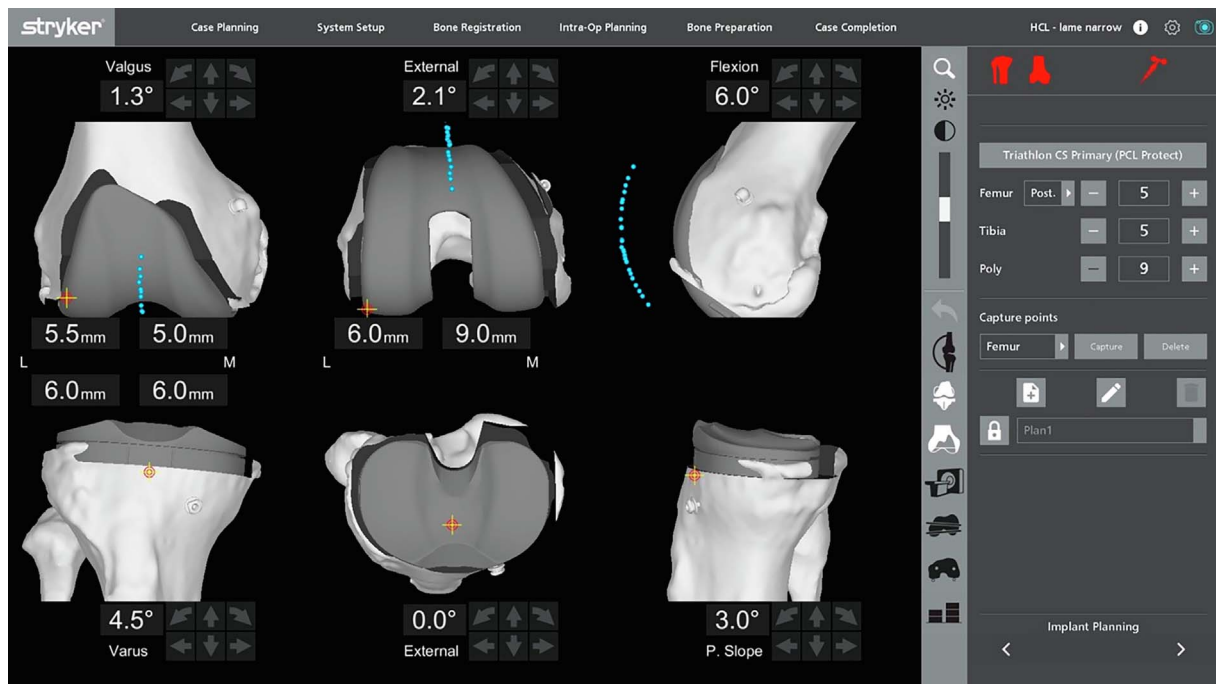 stryker
Case Planning System Setup Bone Registration Intra-Op Planning Bone Preparation Case Completion HCL - lame narrow i
Valgus External Flexion
1.3° 2.1° 6.0°
Triathlon CS Primary (PCL Protect)
Femur Post. − 5 +
Tibia − 5 +
Poly − 9 +
Capture points
Femur Capture Delete
Plan1
5.5mm 5.0mm 6.0mm 9.0mm
L M L M
6.0mm 6.0mm
4.5° 0.0° 3.0°
Varus External P. Slope
Implant Planning
< >